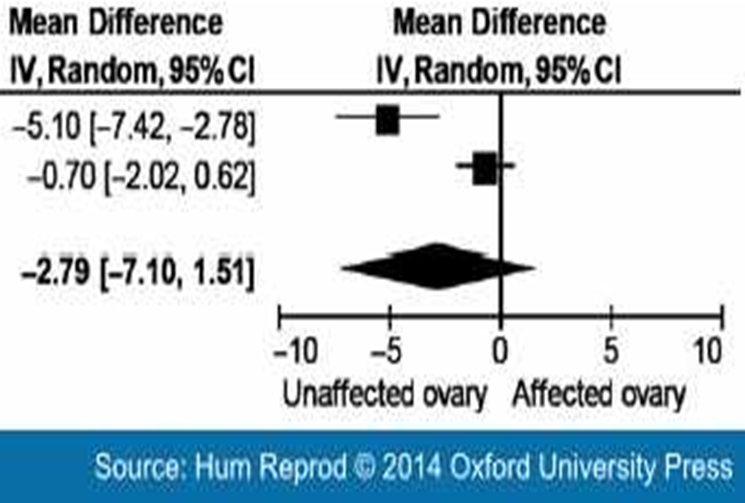 Mean Difference Mean Difference
IV, Random, 95% CI IV, Random, 95% CI
−5.10 [−7.42, −2.78]
−0.70 [−2.02, 0.62]
−2.79 [−7.10, 1.51]
−10 −5 0 5 10
Unaffected ovary Affected ovary
Source: Hum Reprod © 2014 Oxford University Press